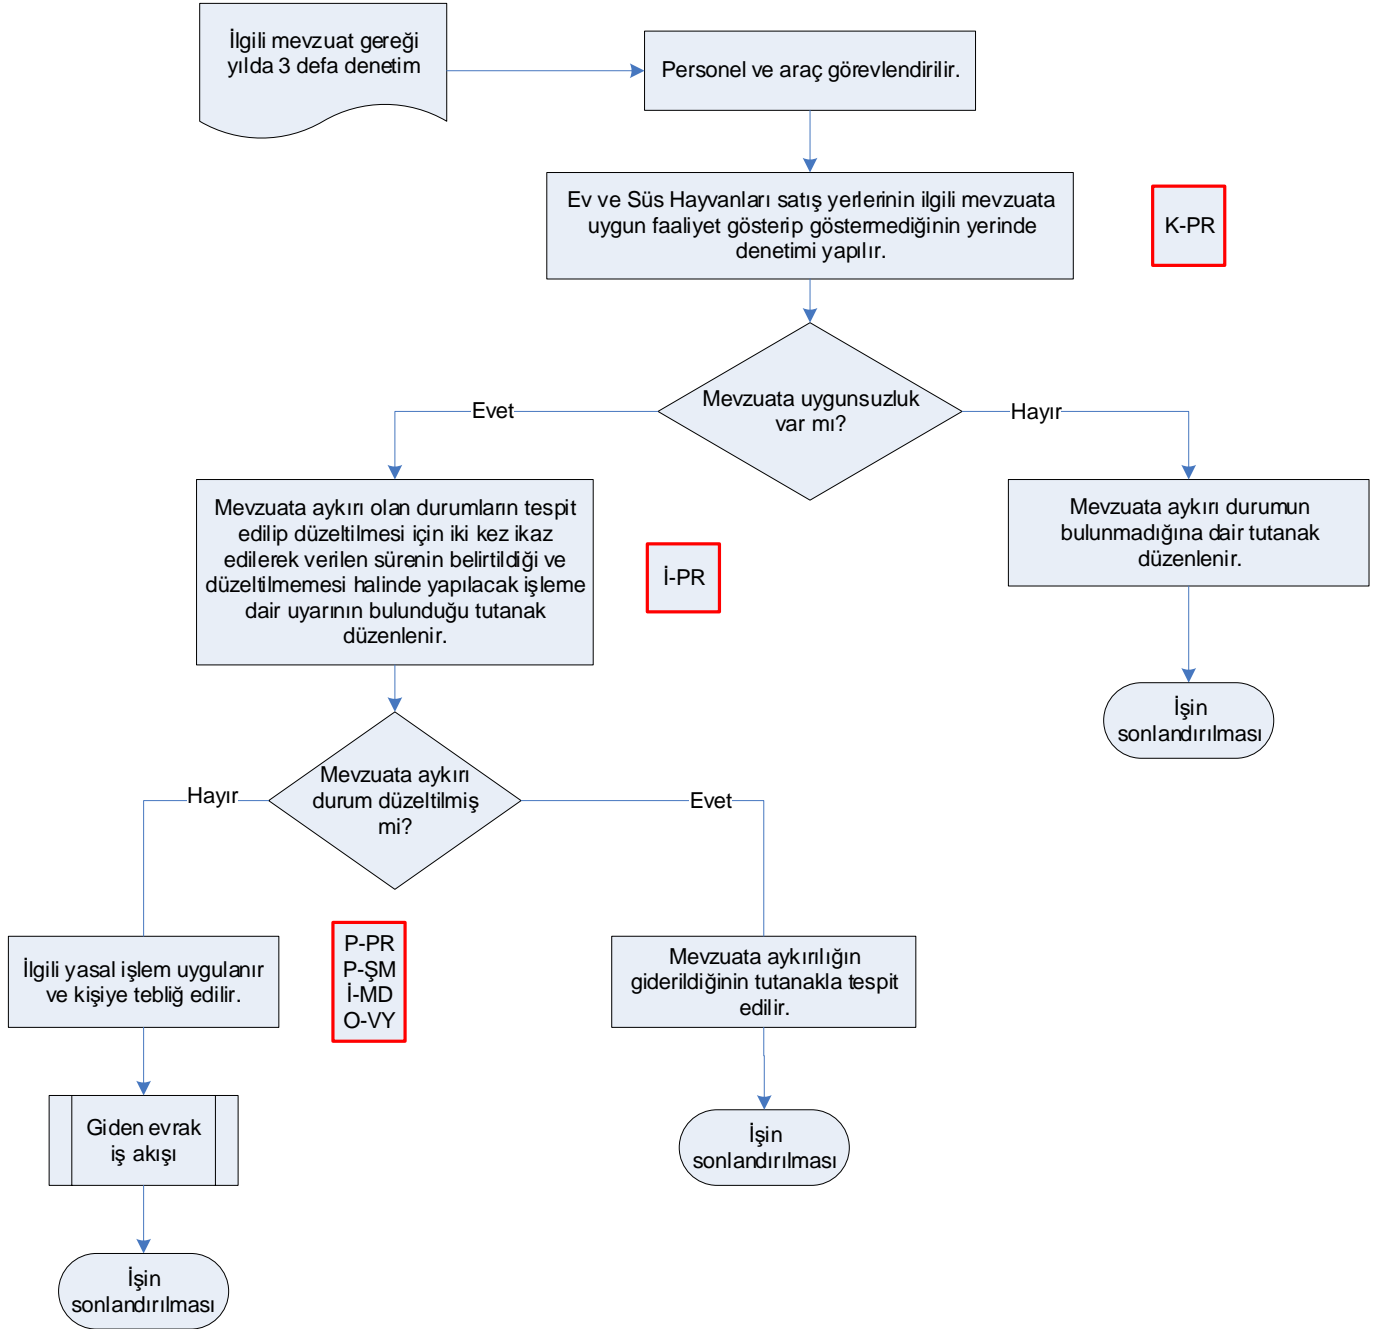 İlgili mevzuat gereği
yılda 3 defa denetim
Personel ve araç görevlendirilir.
Ev ve Süs Hayvanları satış yerlerinin ilgili mevzuata
uygun faaliyet gösterip göstermediğinin yerinde
denetimi yapılır.
K-PR
Mevzuata uygunsuzluk
var mı?
Evet
Hayır
Mevzuata aykırı olan durumların tespit
edilip düzeltilmesi için iki kez ikaz
edilerek verilen sürenin belirtildiği ve
düzeltilmemesi halinde yapılacak işleme
dair uyarının bulunduğu tutanak
düzenlenir.
İ-PR
Mevzuata aykırı durumun
bulunmadığına dair tutanak
düzenlenir.
İşin
sonlandırılması
Mevzuata aykırı
durum düzeltilmiş
mi?
Hayır
Evet
İlgili yasal işlem uygulanır
ve kişiye tebliğ edilir.
P-PR
P-ŞM
İ-MD
O-VY
Mevzuata aykırılığın
giderildiğinin tutanakla tespit
edilir.
Giden evrak
iş akışı
İşin
sonlandırılması
İşin
sonlandırılması